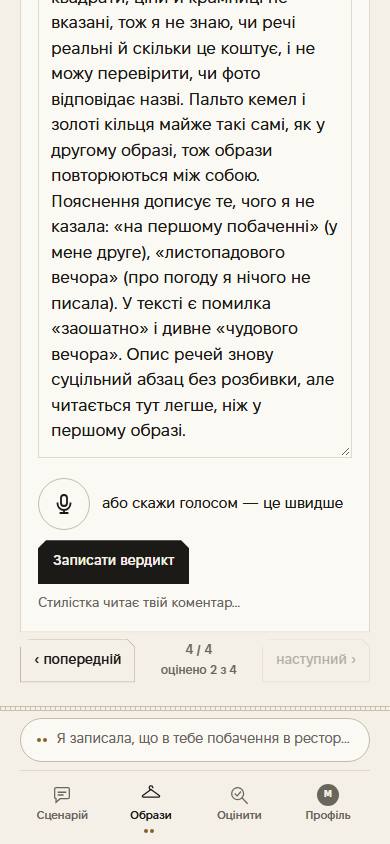 квадрати, ціни й крамниці не
вказані, тож я не знаю, чи речі
реальні й скільки це коштує, і не
можу перевірити, чи фото
відповідає назві. Пальто кемел і
золоті кільця майже такі самі, як у
другому образі, тож образи
повторюються між собою.
Пояснення дописує те, чого я не
казала: «на першому побаченні» (у
мене друге), «листопадового
вечора» (про погоду я нічого не
писала). У тексті є помилка
«заошатно» і дивне «чудового
вечора». Опис речей знову
суцільний абзац без розбивки, але
читається тут легше, ніж у
першому образі.
або скажи голосом — це швидше
Записати вердикт
Стилістка читає твій коментар…
‹ попередній
4 / 4
оцінено 2 з 4
наступний ›
Я записала, що в тебе побачення в рестор…
Сценарій
Образи
Оцінити
М
Профіль